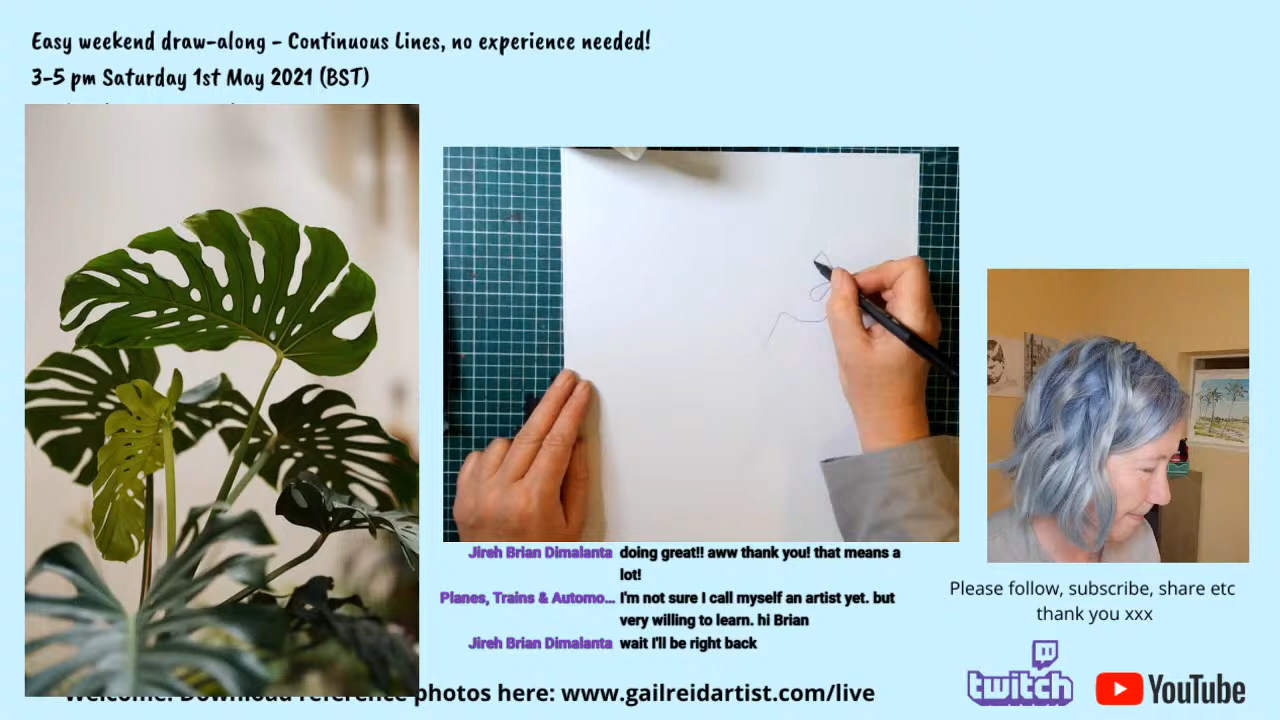 Easy weekend draw-along - Continuous Lines, no experience needed!
3-5 pm Saturday 1st May 2021 (BST)
Jireh Brian Dimalanta doing great!! aww thank you! that means a
lot!
Planes, Trains & Automo... I'm not sure I call myself an artist yet. but
very willing to learn. hi Brian
Jireh Brian Dimalanta wait I'll be right back
Please follow, subscribe, share etc
thank you xxx
twitch
YouTube
Welcome! Download reference photos here: www.gailreidartist.com/live